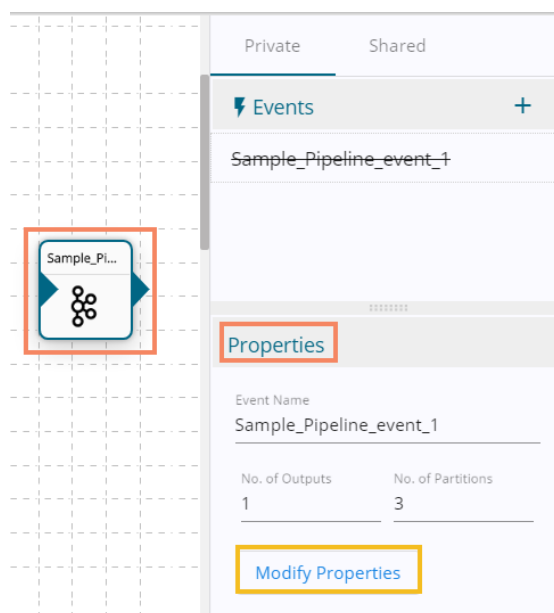 Private Shared
Events +
Sample_Pipeline_event_1
Sample_Pi...
Properties
Event Name
Sample_Pipeline_event_1
No. of Outputs No. of Partitions
1 3
Modify Properties